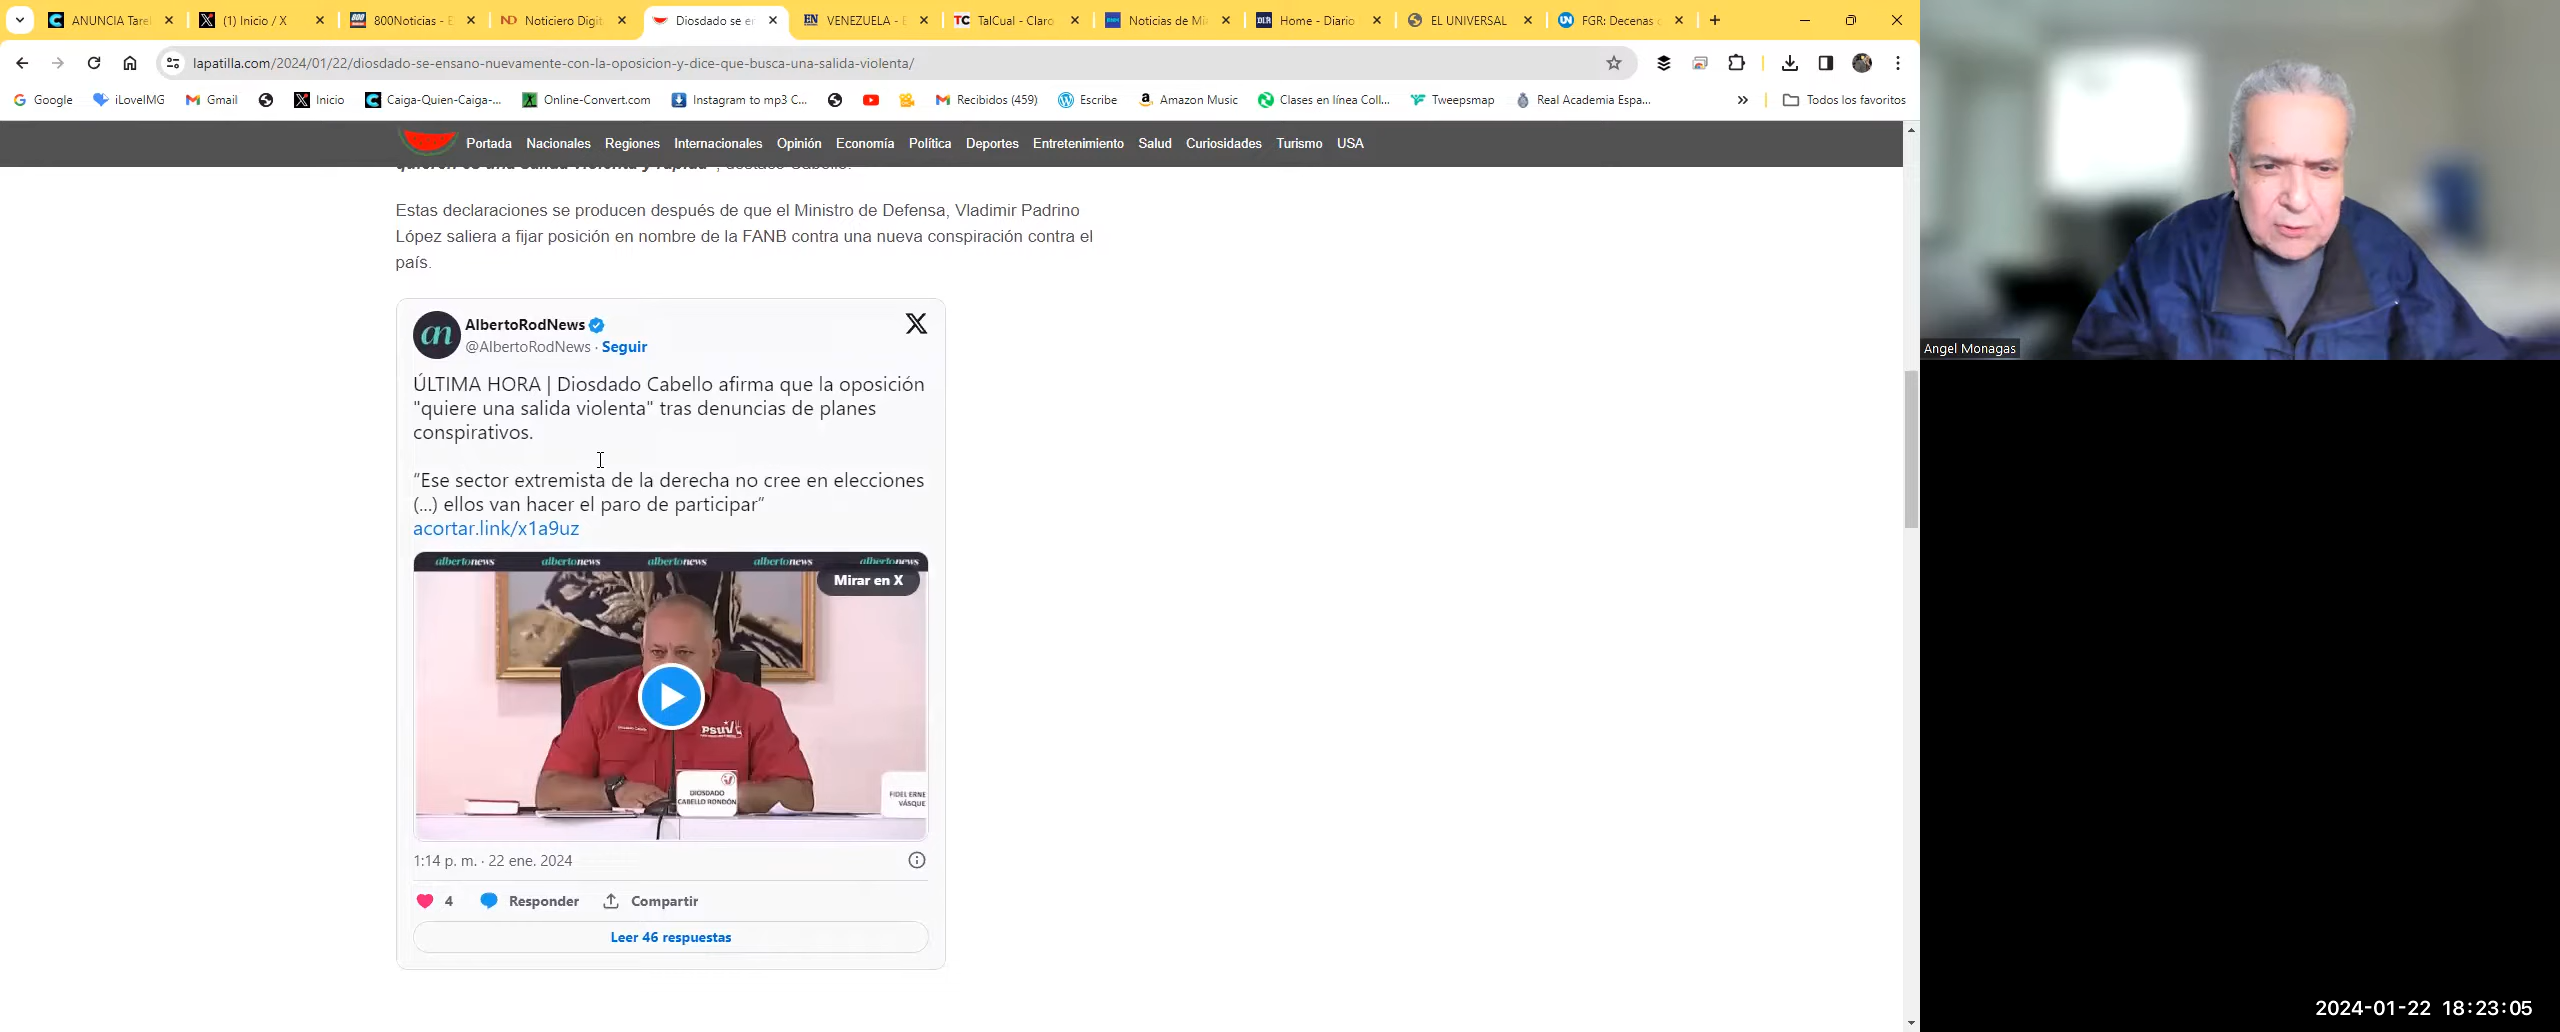 ANUNCIA Tare
(1) Inicio / X
800Noticias - E
Noticiero Digit
Diosdado se e
VENEZUELA - E
TalCual - Claro
Noticias de Mi
Home - Diario
EL UNIVERSAL
FGR: Decenas
lapatilla.com/2024/01/22/diosdado-se-ensano-nuevamente-con-la-oposicion-y-dice-que-busca-una-salida-violenta/
Google
iLoveIMG
Gmail
Inicio
Caiga-Quien-Caiga-...
Online-Convert.com
Instagram to mp3 C...
Recibidos (459)
Escribe
Amazon Music
Clases en línea Coll...
Tweepsmap
Real Academia Espa...
Todos los favoritos
Portada Nacionales Regiones Internacionales Opinión Economía Política Deportes Entretenimiento Salud Curiosidades Turismo USA
Estas declaraciones se producen después de que el Ministro de Defensa, Vladimir Padrino
López saliera a fijar posición en nombre de la FANB contra una nueva conspiración contra el
país.
an
AlbertoRodNews
@AlbertoRodNews · Seguir
ÚLTIMA HORA | Diosdado Cabello afirma que la oposición
"quiere una salida violenta" tras denuncias de planes
conspirativos.
“Ese sector extremista de la derecha no cree en elecciones
(...) ellos van hacer el paro de participar”
acortar.link/x1a9uz
albertonews albertonews albertonews albertonews albertonews
Mirar en X
PSUV
DIOSDADO
CABELLO RONDÓN
FIDEL ERNE
VÁSQUE
1:14 p. m. · 22 ene. 2024
4 Responder Compartir
Leer 46 respuestas
Angel Monagas
2024-01-22 18:23:05